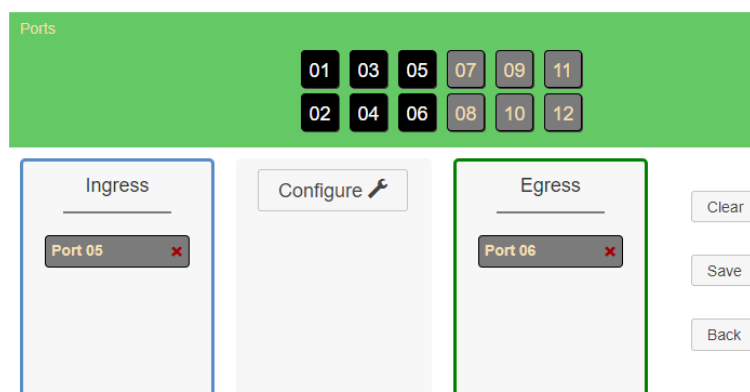 Ports
01 03 05 07 09 11
02 04 06 08 10 12
Ingress
Configure
Egress
Clear
Port 05
Port 06
Save
Back